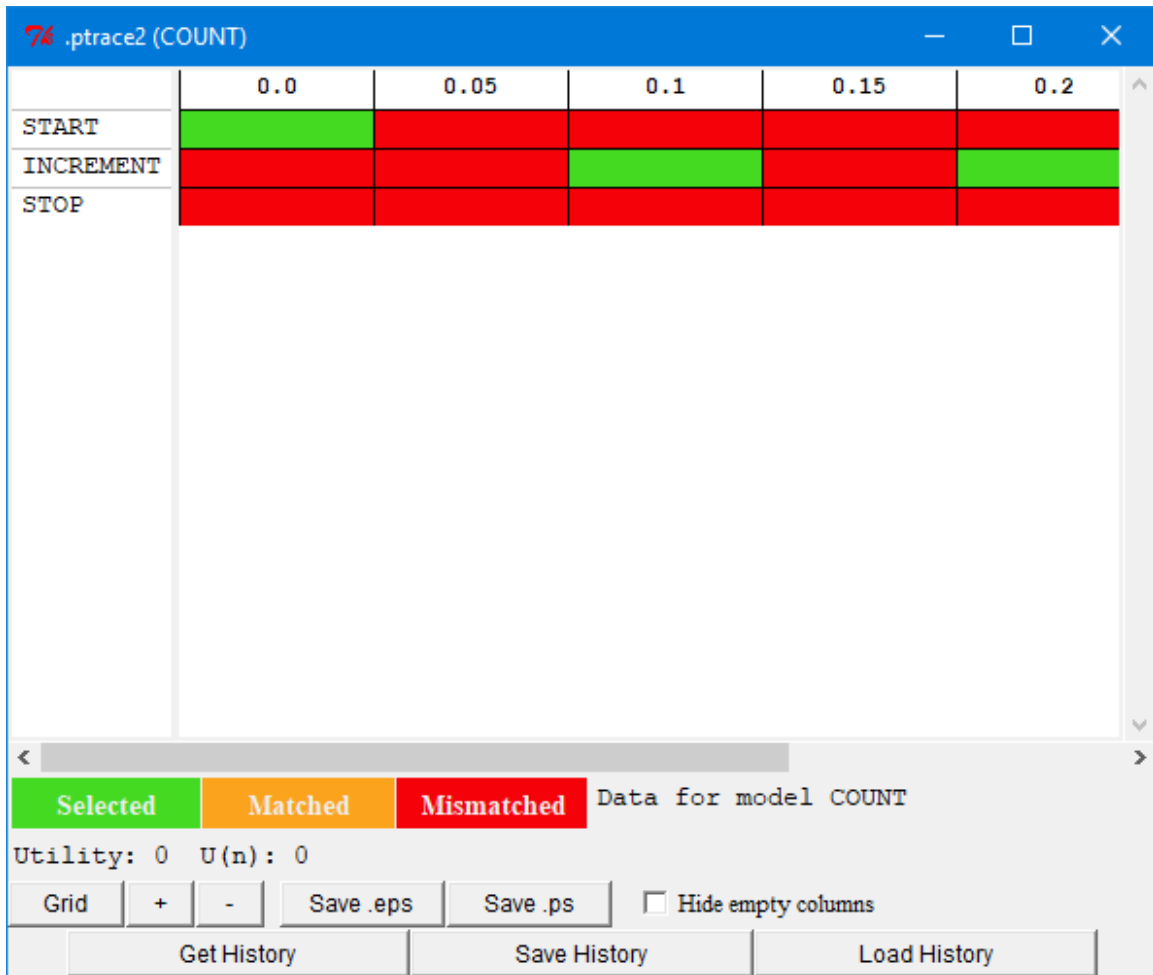 .ptrace2 (COUNT)
0.0 0.05 0.1 0.15 0.2
START
INCREMENT
STOP
Selected Matched Mismatched Data for model COUNT
Utility: 0 U(n): 0
Grid + - Save .eps Save .ps Hide empty columns
Get History Save History Load History